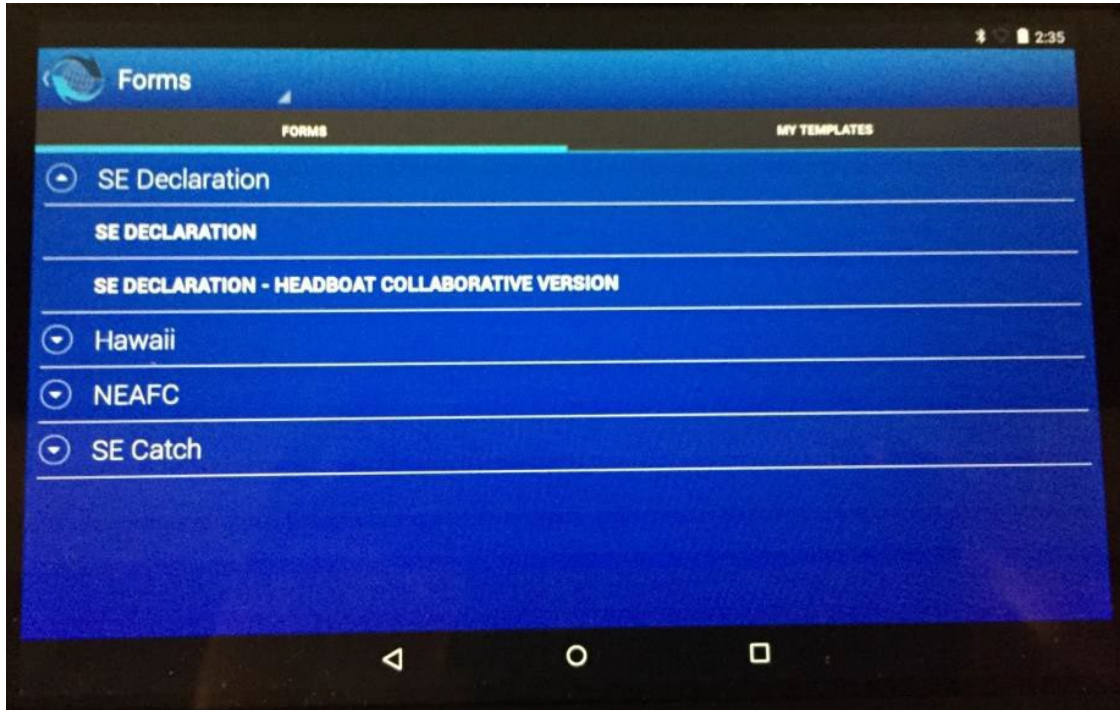 2:35
Forms
FORMS MY TEMPLATES
SE Declaration
SE DECLARATION
SE DECLARATION - HEADBOAT COLLABORATIVE VERSION
Hawaii
NEAFC
SE Catch